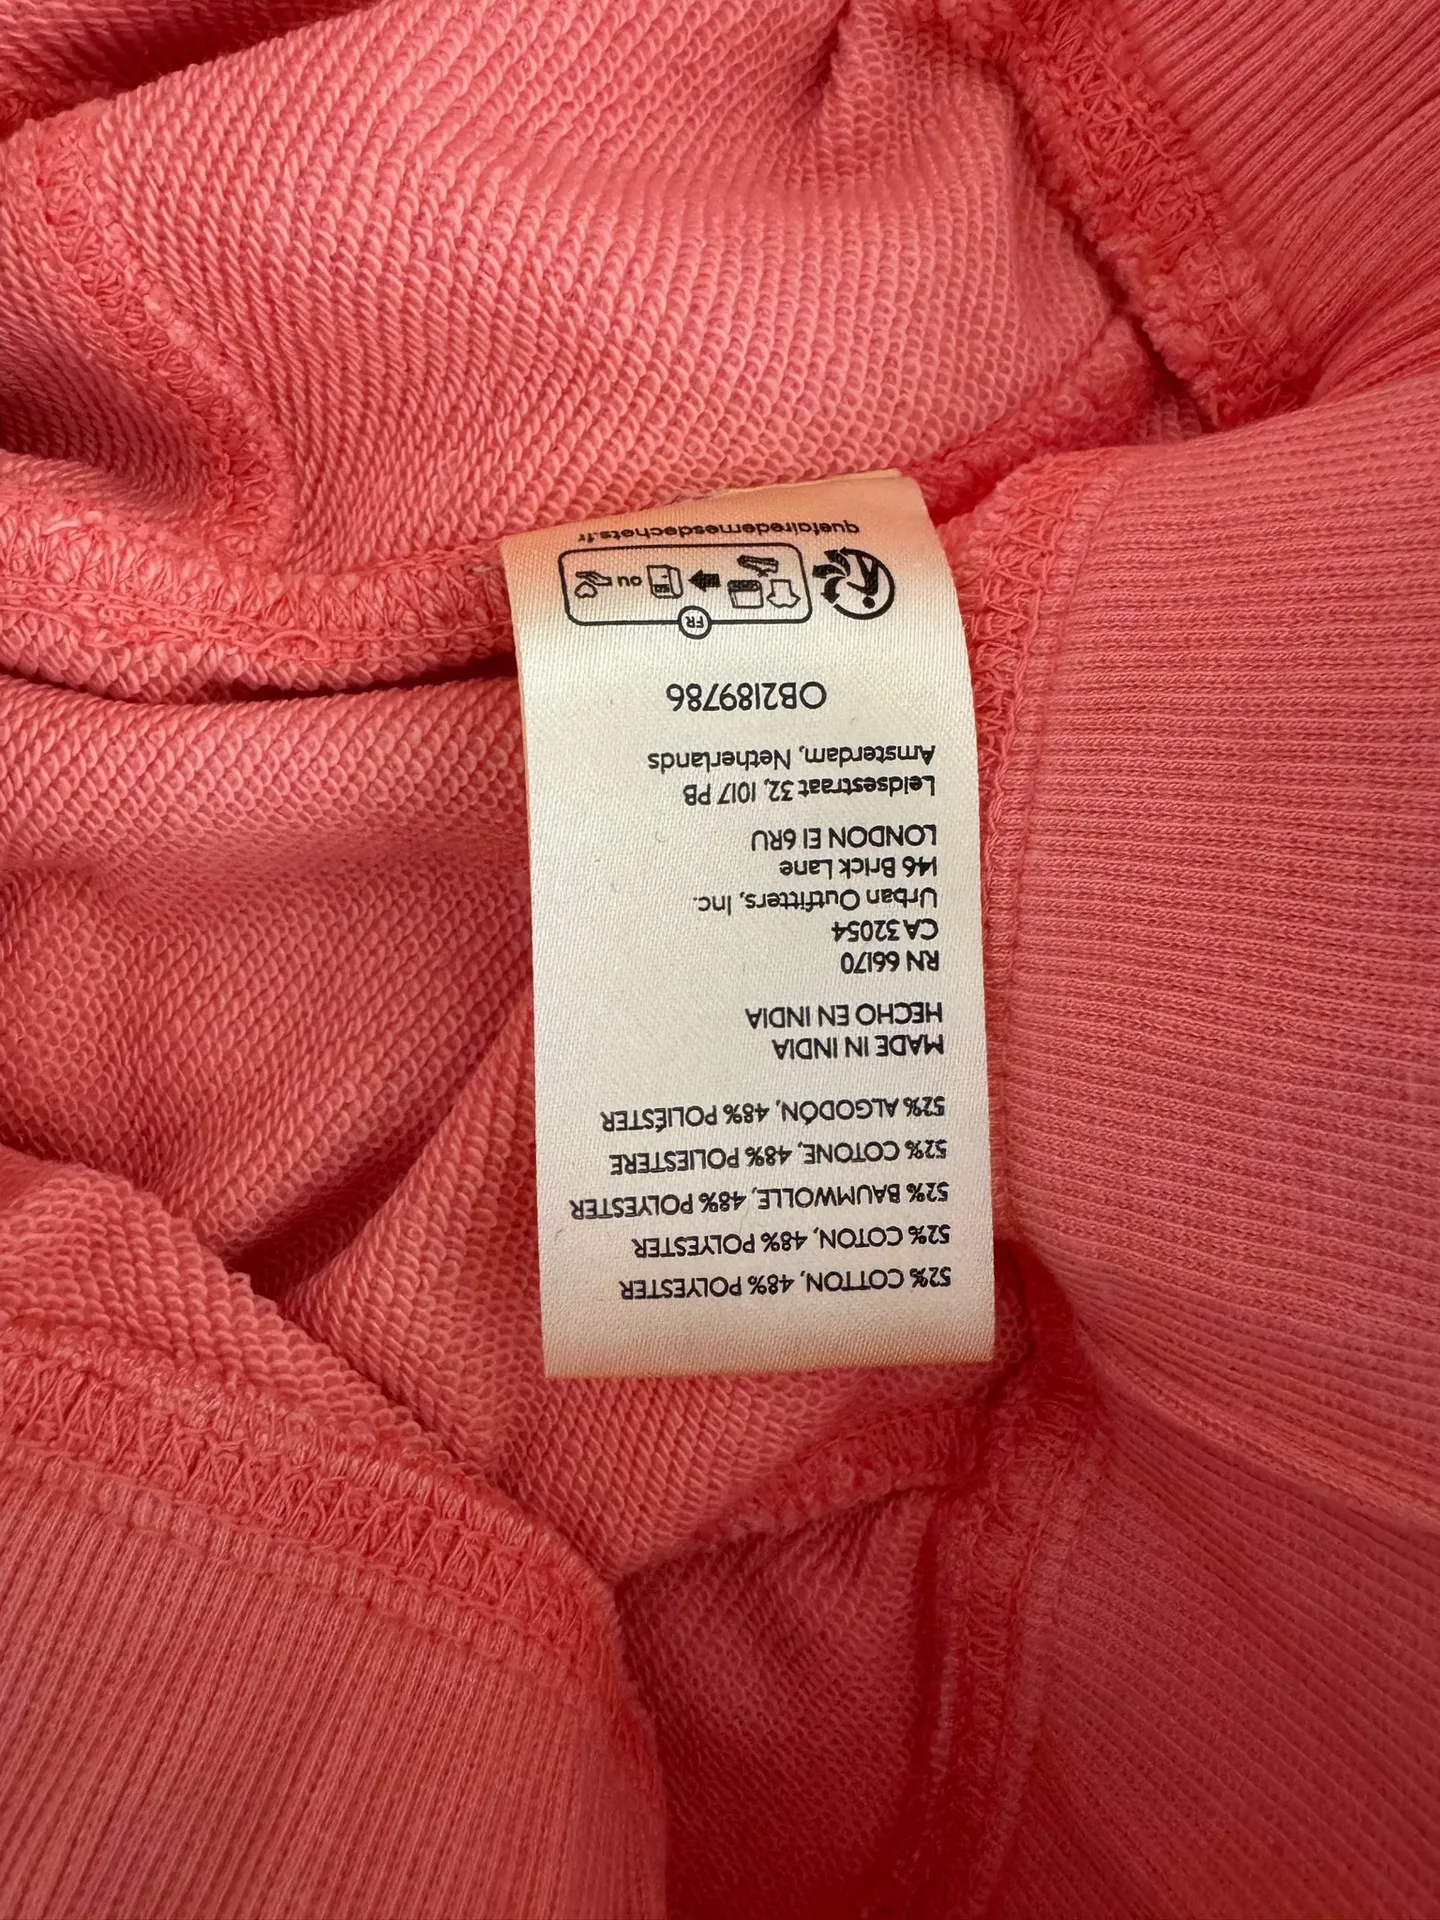 52% COTTON, 48% POLYESTER
52% COTON, 48% POLYESTER
52% BAUMWOLLE, 48% POLYESTER
52% COTONE, 48% POLIESTERE
52% ALGODÓN, 48% POLIÉSTER
MADE IN INDIA
HECHO EN INDIA
RN 66170
CA 32054
Urban Outfitters, Inc.
146 Brick Lane
LONDON E1 6RU
Leidsestraat 32, 1017 PB
Amsterdam, Netherlands
OB2189786
FR
OU
quefairedemesdechets.fr